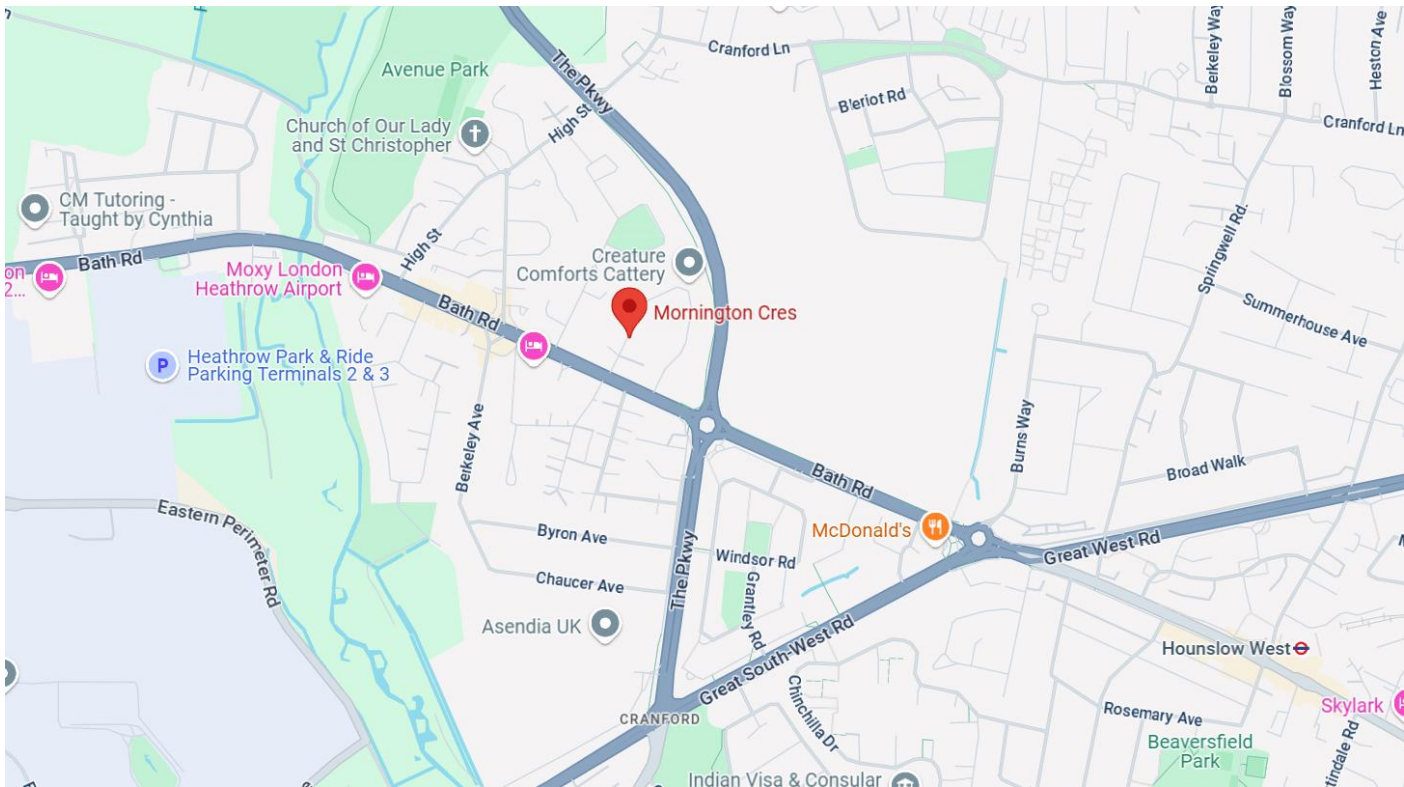 Cranford Ln
Berkeley Way
Blossom Way
Heston Ave
The Pkwy
Avenue Park
Bleriot Rd
High St
Church of Our Lady
and St Christopher
Cranford Ln
CM Tutoring -
Taught by Cynthia
Springwell Rd.
High St
Creature
Comforts Cattery
Bath Rd
Moxy London
Heathrow Airport
2...
Bath Rd
Mornington Cres
Summerhouse Ave
P
Heathrow Park & Ride
Parking Terminals 2 & 3
Berkeley Ave
Burns Way
Bath Rd
Broad Walk
Eastern Perimeter Rd
Byron Ave
McDonald's
Great West Rd
Windsor Rd
Chaucer Ave
The Pkwy
Grantley Rd
Asendia UK
Great South-West Rd
Hounslow West
Chinchilla Dr
CRANFORD
Rosemary Ave
Skylark
Beaversfield
Park
Indian Visa & Consular